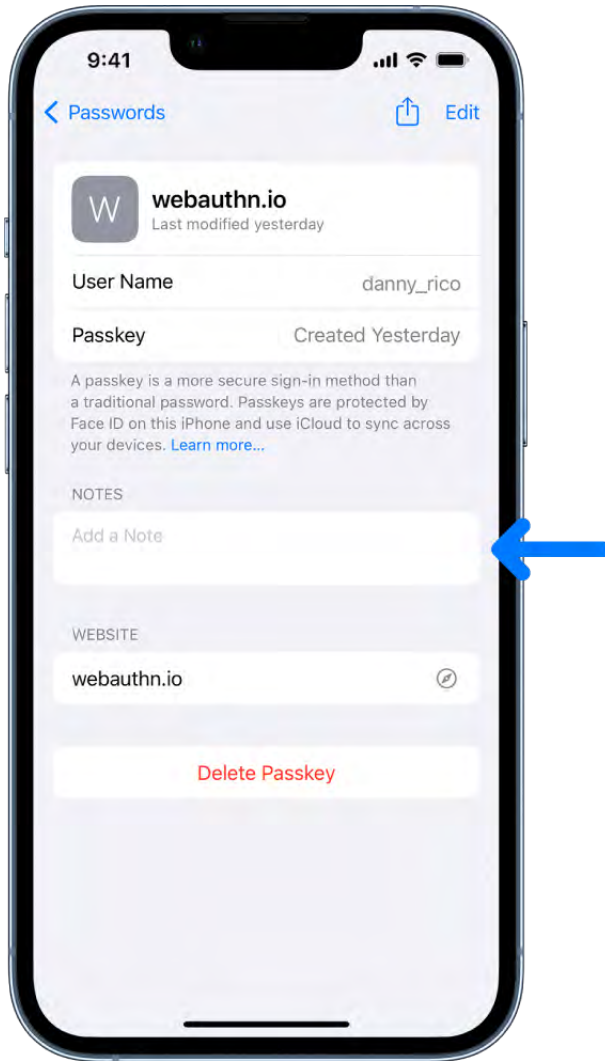 9:41
Passwords
Edit
W
webauthn.io
Last modified yesterday
User Name danny_rico
Passkey Created Yesterday
A passkey is a more secure sign-in method than
a traditional password. Passkeys are protected by
Face ID on this iPhone and use iCloud to sync across
your devices. Learn more...
NOTES
Add a Note
WEBSITE
webauthn.io
Delete Passkey